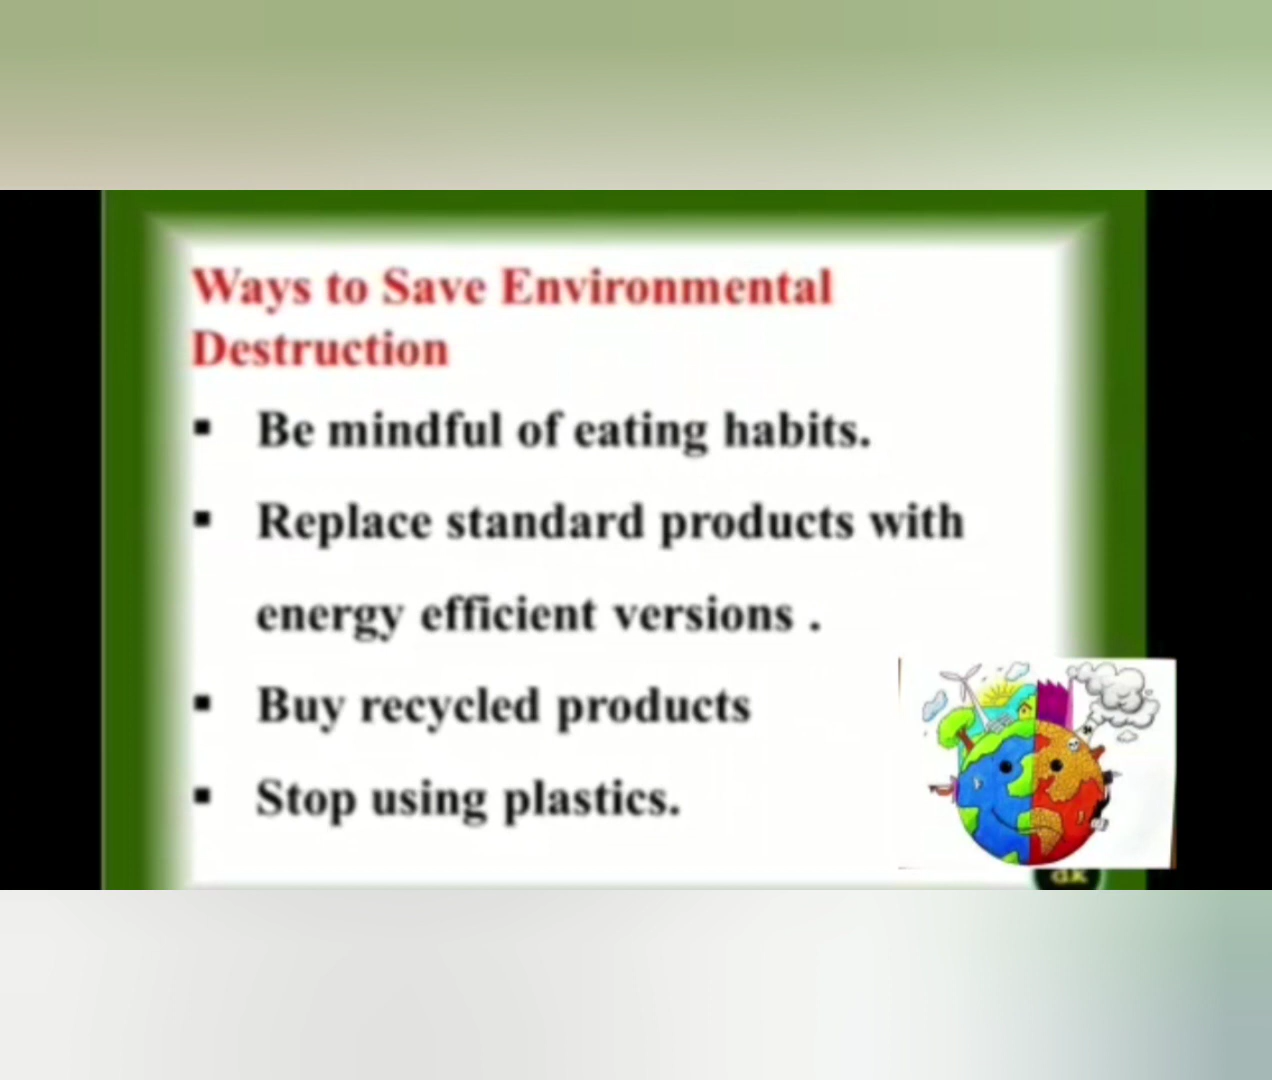 Ways to Save Environmental
Destruction
▪ Be mindful of eating habits.
▪ Replace standard products with
energy efficient versions .
▪ Buy recycled products
▪ Stop using plastics.